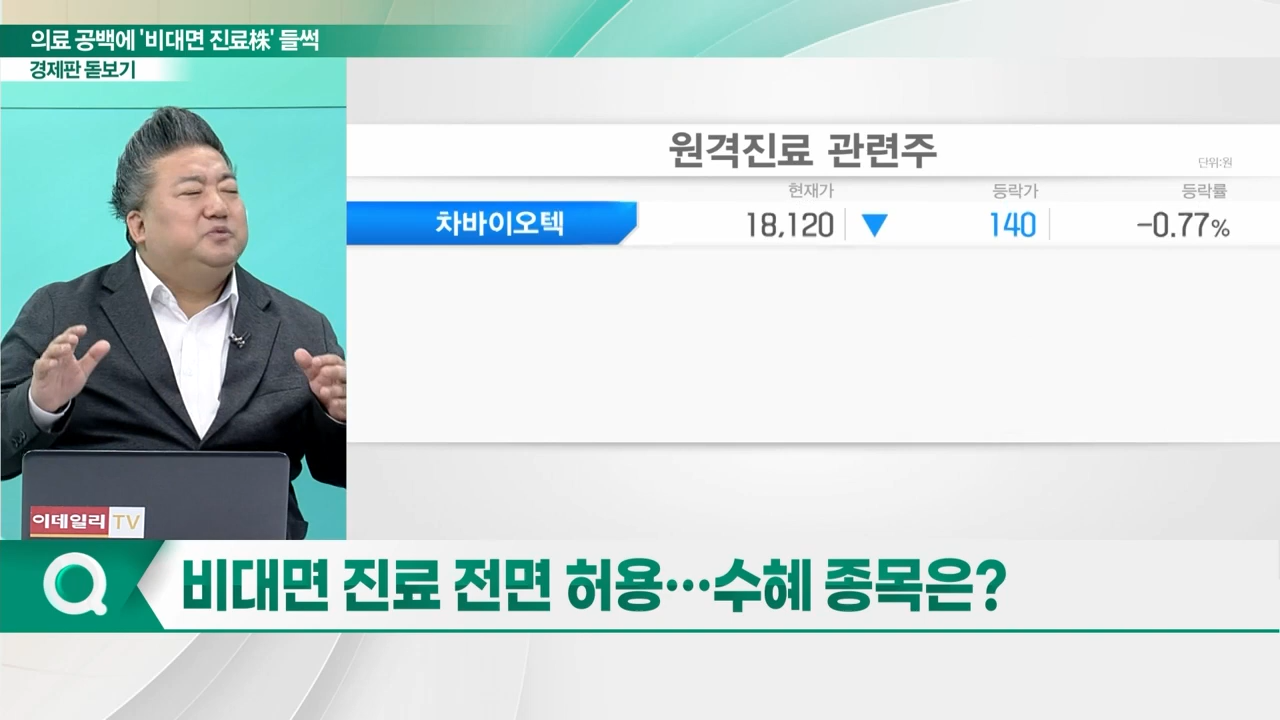 의료 공백에 '비대면 진료株' 들썩
경제판 돋보기
원격진료 관련주
단위:원
현재가 등락가 등락률
차바이오텍 18,120 ▼ 140 -0.77%
이데일리 TV
비대면 진료 전면 허용…수혜 종목은?